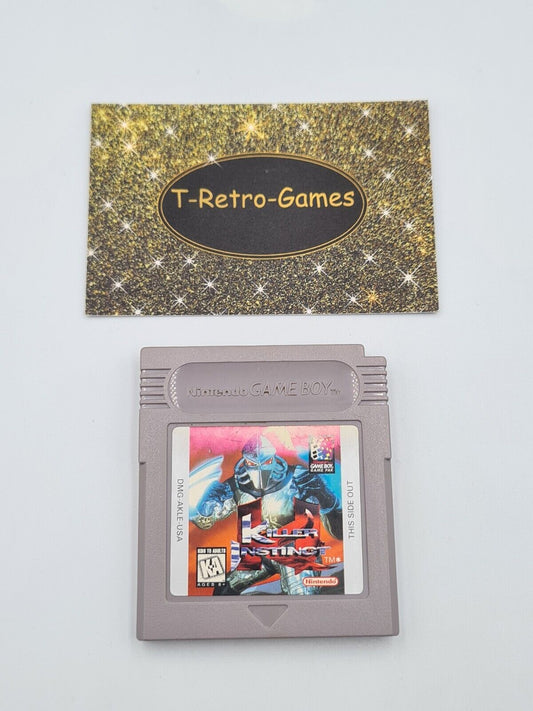 T-Retro-Games
Nintendo GAME BOY TM
DMG-AKLE-USA
GAME BOY
GAME PAK
THIS SIDE OUT
KILLER
INSTINCT
TM®
KIDS TO ADULTS
KA
AGES 6+
Nintendo